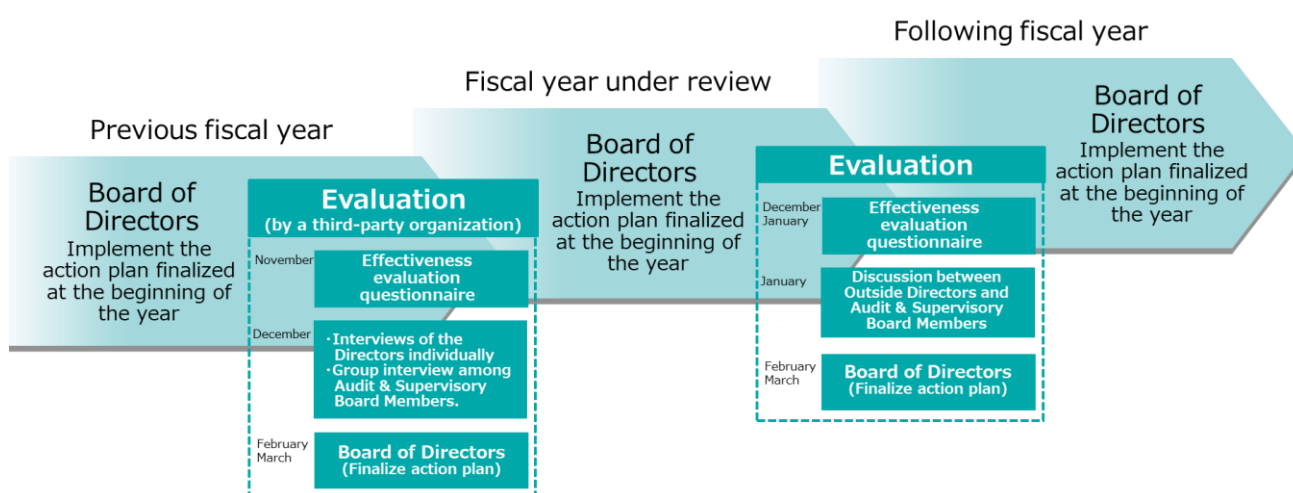 Previous fiscal year
Board of
Directors
Implement the
action plan finalized
at the beginning of
the year
Evaluation
(by a third-party organization)
November
Effectiveness
evaluation
questionnaire
December
・Interviews of the
Directors individually
・Group interview among
Audit & Supervisory
Board Members.
February
March
Board of Directors
(Finalize action plan)
Fiscal year under review
Board of
Directors
Implement the
action plan finalized
at the beginning of
the year
Evaluation
December
January
Effectiveness
evaluation
questionnaire
January
Discussion between
Outside Directors and
Audit & Supervisory
Board Members
February
March
Board of Directors
(Finalize action plan)
Following fiscal year
Board of
Directors
Implement the
action plan finalized
at the beginning of
the year